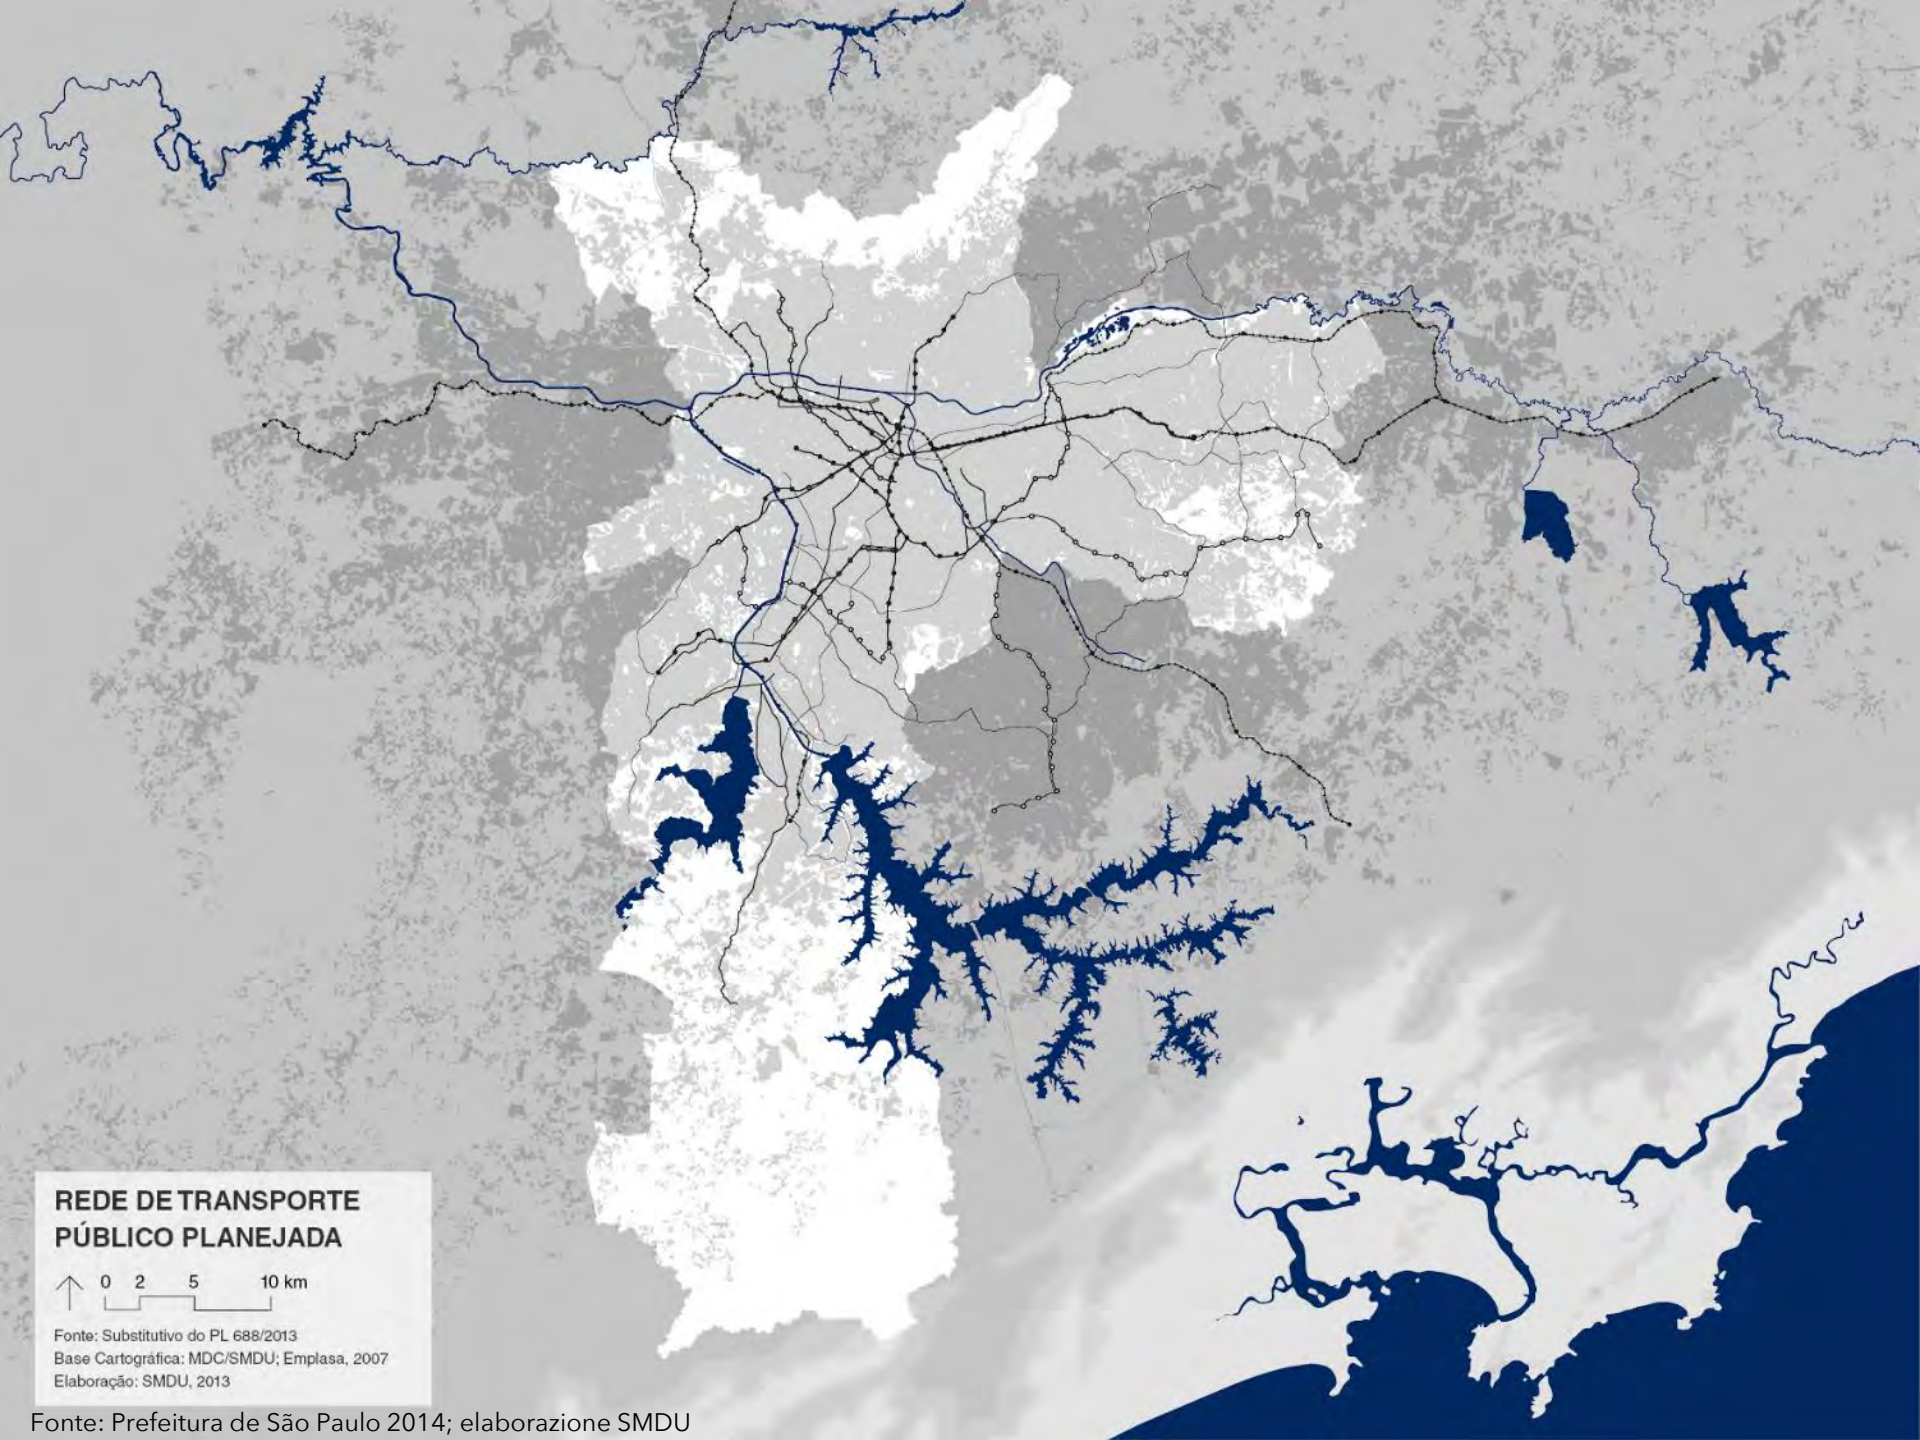 REDE DE TRANSPORTE
PÚBLICO PLANEJADA
0 2 5 10 km
Fonte: Substitutivo do PL 688/2013
Base Cartográfica: MDC/SMDU; Emplasa, 2007
Elaboração: SMDU, 2013
Fonte: Prefeitura de São Paulo 2014; elaborazione SMDU